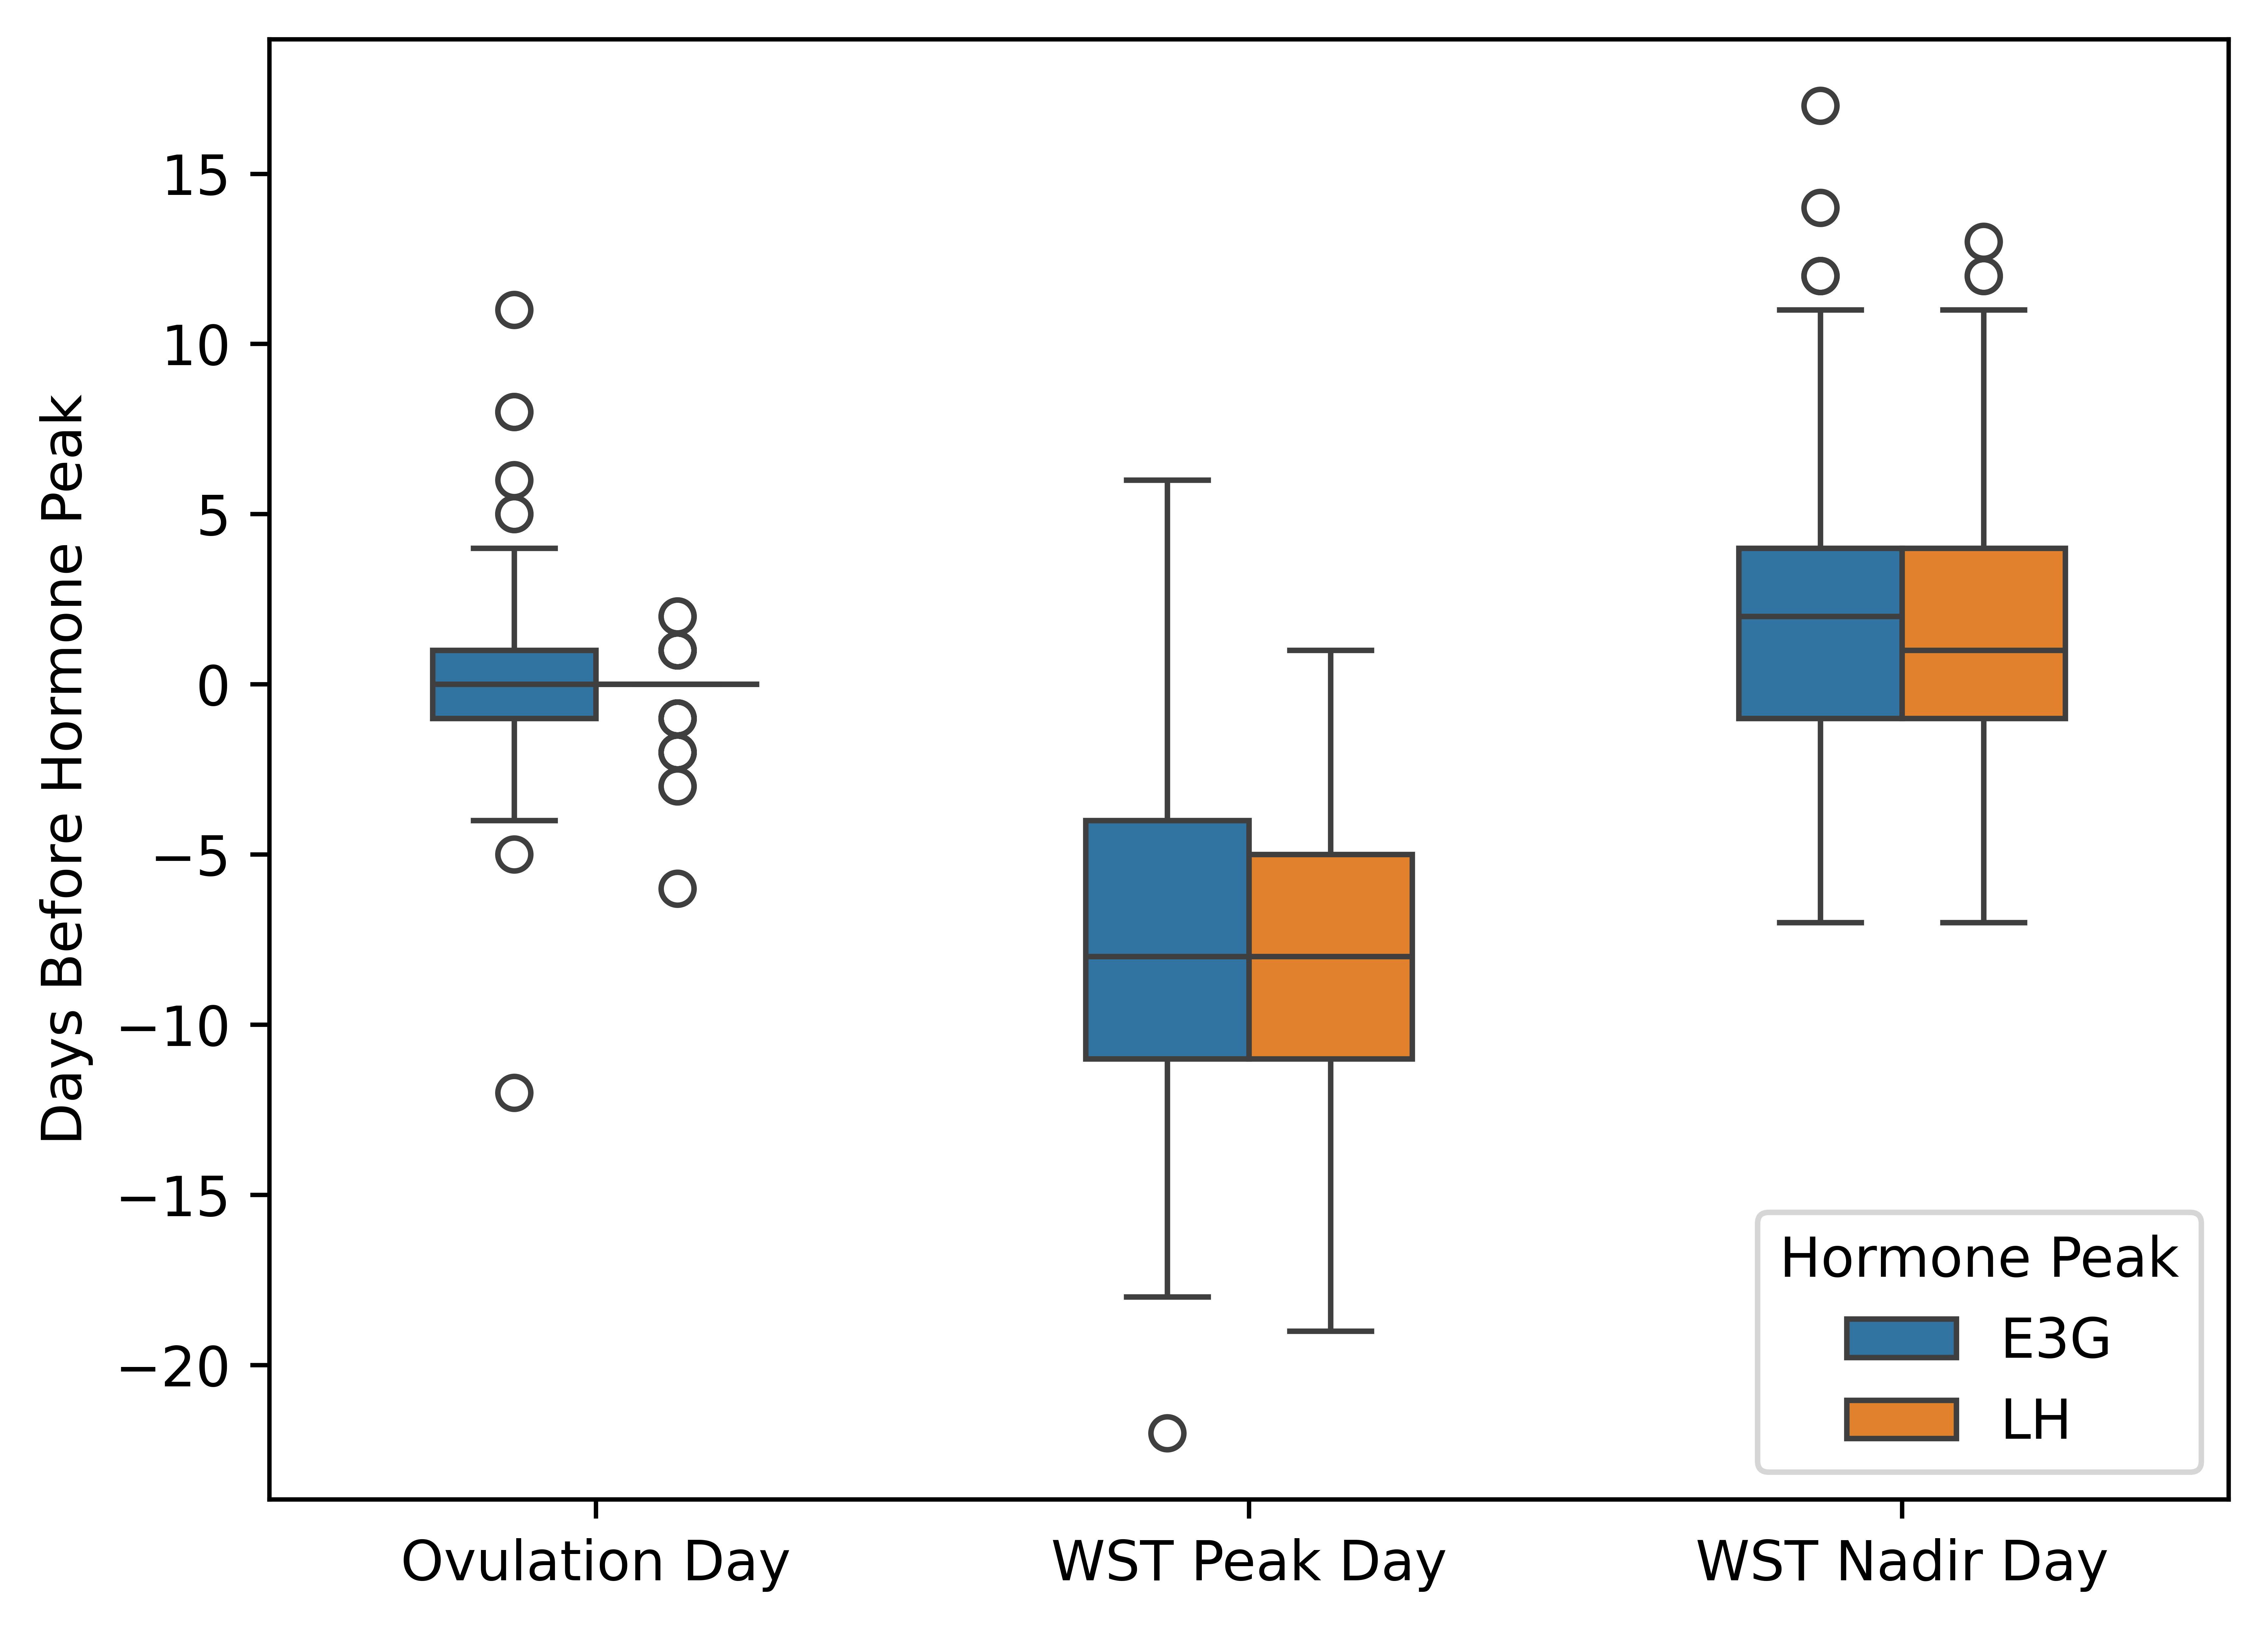 Days Before Hormone Peak
15
10
5
0
−5
−10
−15
−20
Ovulation Day
WST Peak Day
WST Nadir Day
Hormone Peak
E3G
LH